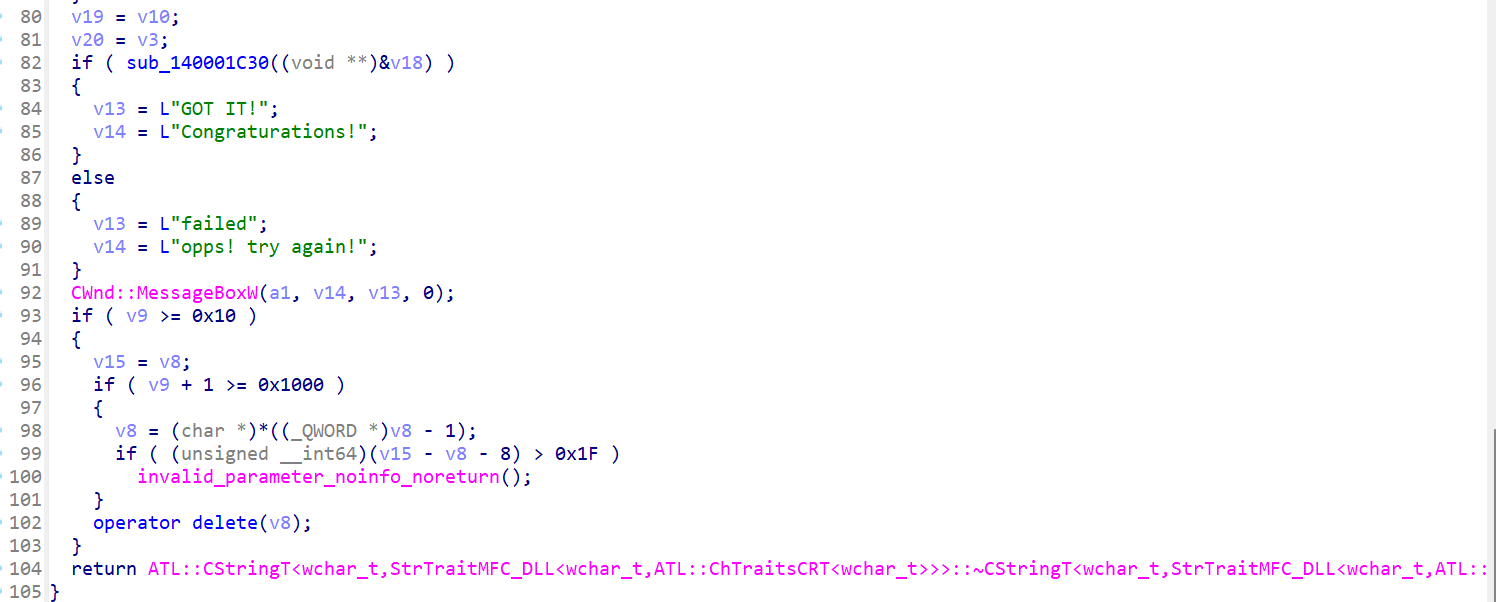 80 v19 = v10;
81 v20 = v3;
82 if ( sub_140001C30((void **)&v18) )
83 {
84 v13 = L"GOT IT!";
85 v14 = L"Congraturations!";
86 }
87 else
88 {
89 v13 = L"failed";
90 v14 = L"opps! try again!";
91 }
92 CWnd::MessageBoxW(a1, v14, v13, 0);
93 if ( v9 >= 0x10 )
94 {
95 v15 = v8;
96 if ( v9 + 1 >= 0x1000 )
97 {
98 v8 = (char *)*((_QWORD *)v8 - 1);
99 if ( (unsigned __int64)(v15 - v8 - 8) > 0x1F )
100 invalid_parameter_noinfo_noreturn();
101 }
102 operator delete(v8);
103 }
104 return ATL::CStringT<wchar_t,StrTraitMFC_DLL<wchar_t,ATL::ChTraitsCRT<wchar_t>>>::~CStringT<wchar_t,StrTraitMFC_DLL<wchar_t,ATL::
105 }